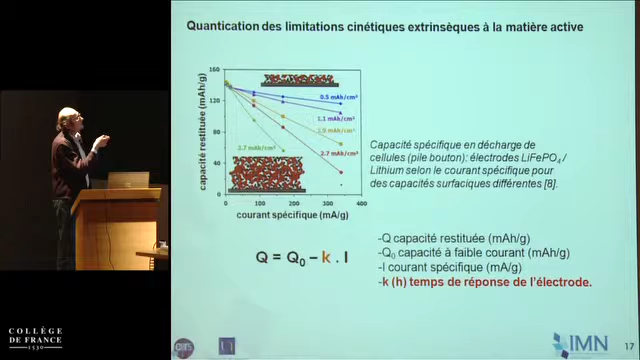 Quantication des limitations cinétiques extrinsèques à la matière active
capacité restituée (mAh/g)
160
120
80
40
0
0.5 mAh/cm²
1.1 mAh/cm²
1.9 mAh/cm²
2.7 mAh/cm²
2.7 mAh/cm²
0
100
200
300
400
courant spécifique (mA/g)
Capacité spécifique en décharge de
cellules (pile bouton): électrodes LiFePO₄ /
Lithium selon le courant spécifique pour
des capacités surfaciques différentes [8].
Q = Q₀ – k . I
-Q capacité restituée (mAh/g)
-Q₀ capacité à faible courant (mAh/g)
-I courant spécifique (mA/g)
-k (h) temps de réponse de l'électrode.
COLLÈGE
DE FRANCE
1530
IMN
17